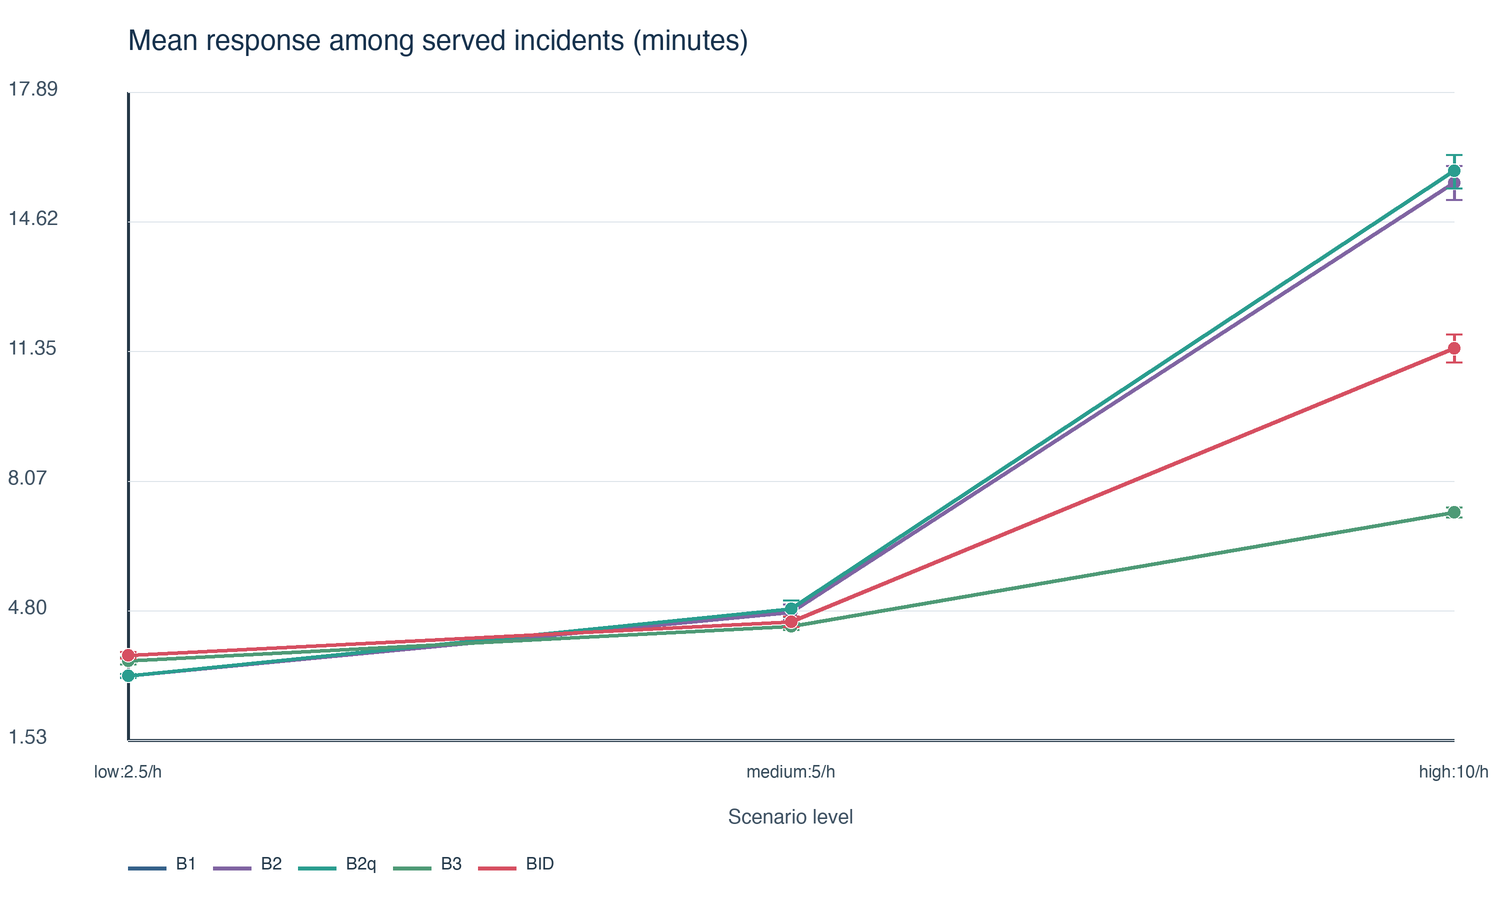 Mean response among served incidents (minutes)
17.89
14.62
11.35
8.07
4.80
1.53
low:2.5/h medium:5/h high:10/h
Scenario level
B1 B2 B2q B3 BID